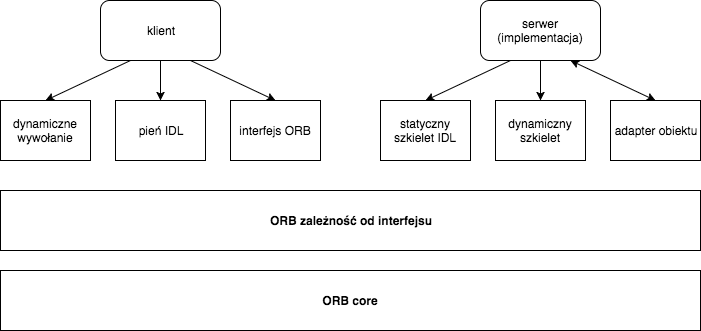 klient
serwer
(implementacja)
dynamiczne
wywołanie
pień IDL
interfejs ORB
statyczny
szkielet IDL
dynamiczny
szkielet
adapter obiektu
ORB zależność od interfejsu
ORB core